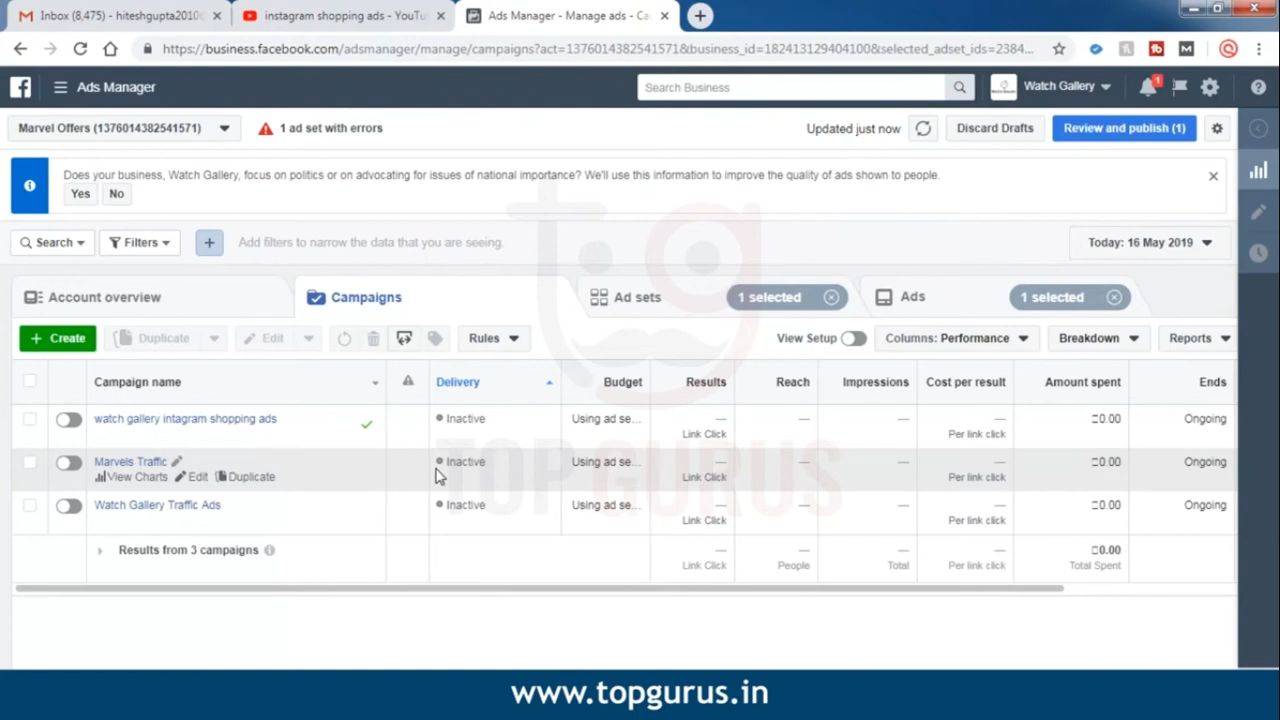 Inbox (8,475) - hiteshgupta2010
instagram shopping ads - YouTu
Ads Manager - Manage ads - Ca
https://business.facebook.com/adsmanager/manage/campaigns?act=1376014382541571&business_id=182413129404100&selected_adset_ids=2384...
Ads Manager
Search Business
Watch Gallery
1
Marvel Offers (1376014382541571)
1 ad set with errors
Updated just now
Discard Drafts
Review and publish (1)
Does your business, Watch Gallery, focus on politics or on advocating for issues of national importance? We'll use this information to improve the quality of ads shown to people.
Yes No
Search
Filters
Add filters to narrow the data that you are seeing.
Today: 16 May 2019
Account overview
Campaigns
Ad sets
1 selected
Ads
1 selected
+ Create
Duplicate
Edit
Rules
View Setup
Columns: Performance
Breakdown
Reports
Campaign name Delivery Budget Results Reach Impressions Cost per result Amount spent Ends
watch gallery intagram shopping ads Inactive Using ad se... — — — — 0.00 Ongoing
Link Click Per link click
Marvels Traffic Inactive Using ad se... — — — — 0.00 Ongoing
View Charts Edit Duplicate Link Click Per link click
Watch Gallery Traffic Ads Inactive Using ad se... — — — — 0.00 Ongoing
Link Click Per link click
Results from 3 campaigns — — — — 0.00
Link Click People Total Per link click Total Spent
tg
TOP GURUS
www.topgurus.in